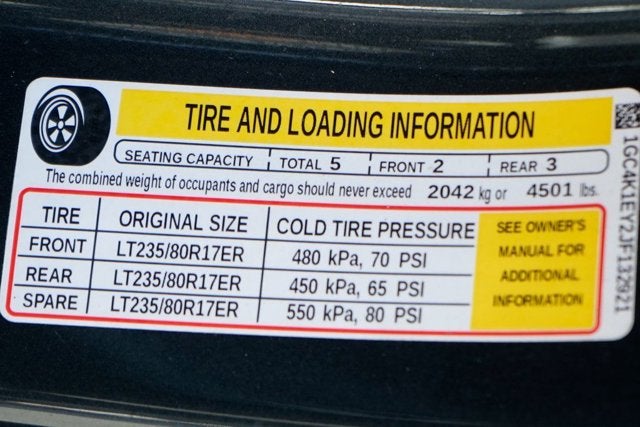 TIRE AND LOADING INFORMATION
SEATING CAPACITY TOTAL 5 FRONT 2 REAR 3
The combined weight of occupants and cargo should never exceed 2042 kg or 4501 lbs.
TIRE ORIGINAL SIZE COLD TIRE PRESSURE
FRONT LT235/80R17ER 480 kPa, 70 PSI
REAR LT235/80R17ER 450 kPa, 65 PSI
SPARE LT235/80R17ER 550 kPa, 80 PSI
SEE OWNER'S
MANUAL FOR
ADDITIONAL
INFORMATION
1GC4K1EY2JF132921